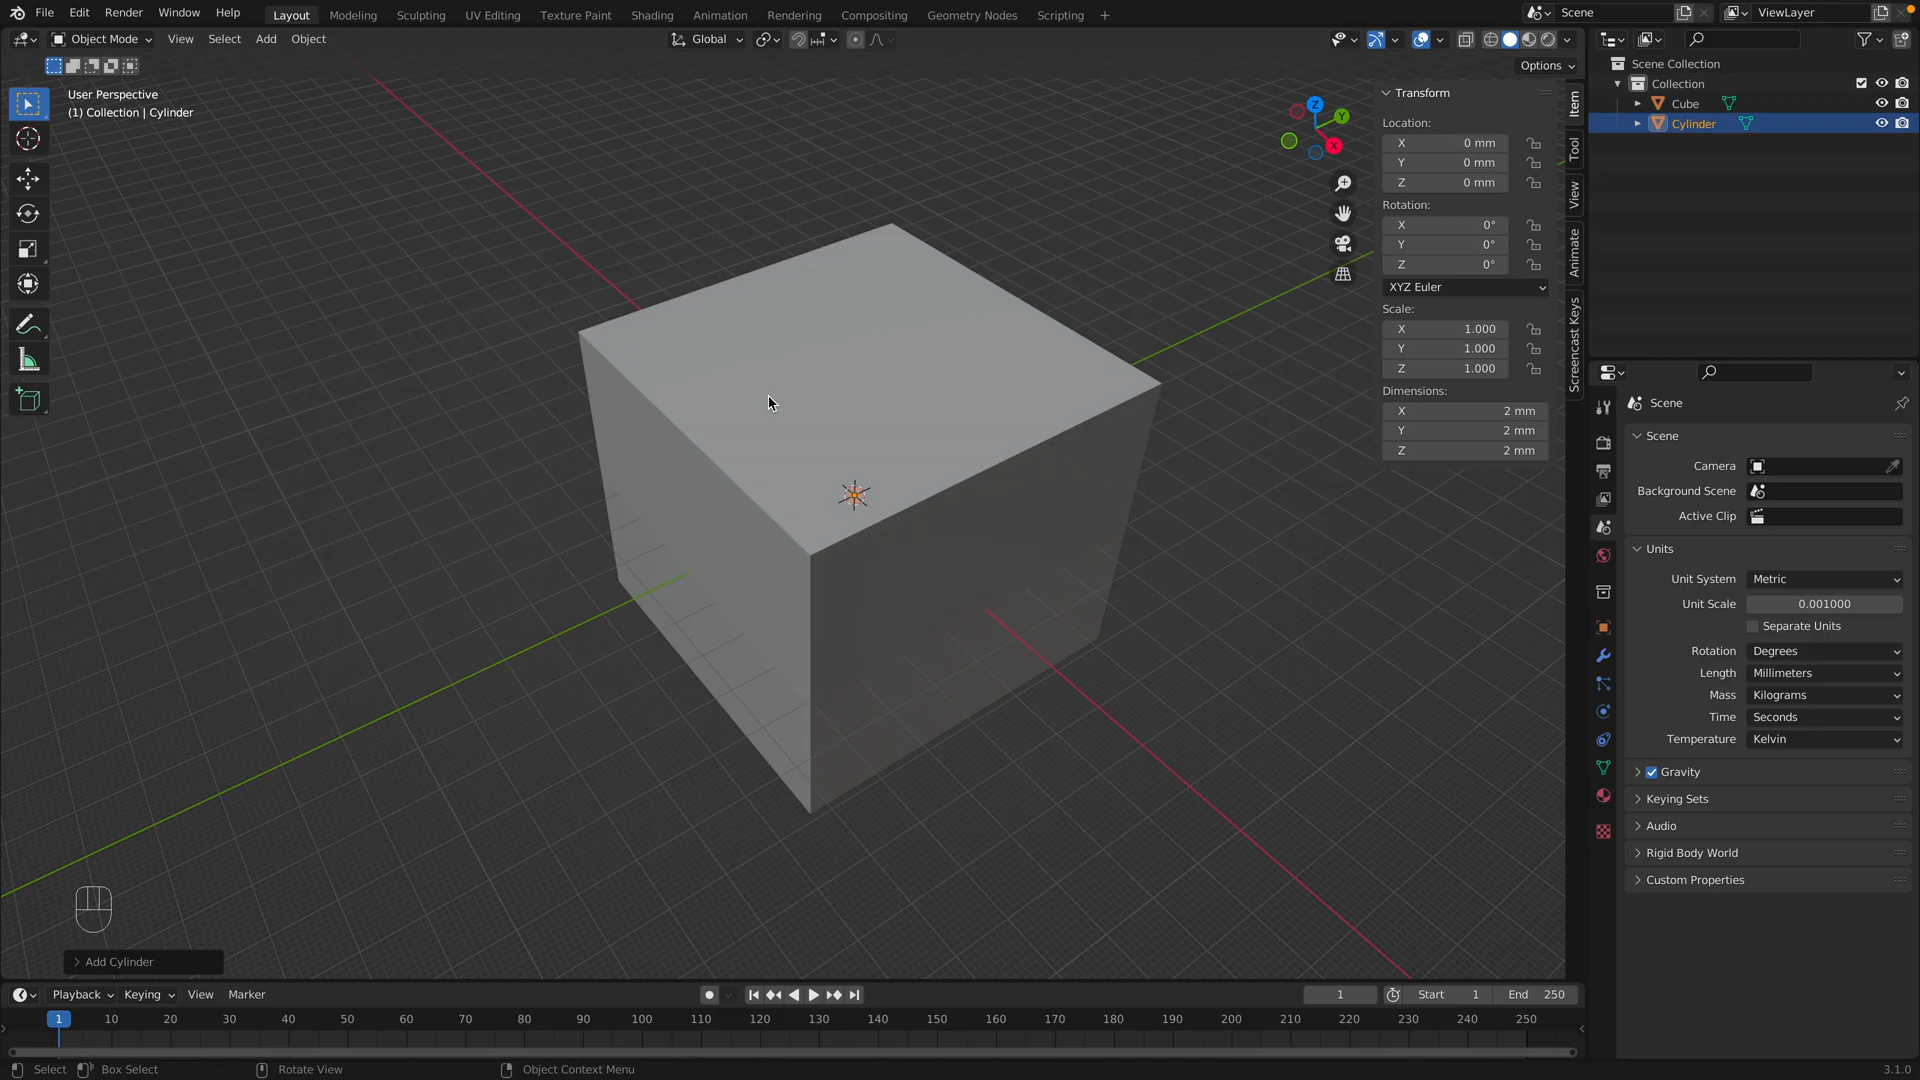 File Edit Render Window Help Layout Modeling Sculpting UV Editing Texture Paint Shading Animation Rendering Compositing Geometry Nodes Scripting + Scene ViewLayer
Object Mode View Select Add Object Global
Options
User Perspective
(1) Collection | Cylinder
Transform
Location:
X 0 mm
Y 0 mm
Z 0 mm
Rotation:
X 0°
Y 0°
Z 0°
XYZ Euler
Scale:
X 1.000
Y 1.000
Z 1.000
Dimensions:
X 2 mm
Y 2 mm
Z 2 mm
Z
Y
X
Item
Tool
View
Animate
Screencast Keys
Scene Collection
Collection
Cube
Cylinder
Scene
Scene
Camera
Background Scene
Active Clip
Units
Unit System Metric
Unit Scale 0.001000
Separate Units
Rotation Degrees
Length Millimeters
Mass Kilograms
Time Seconds
Temperature Kelvin
Gravity
Keying Sets
Audio
Rigid Body World
Custom Properties
Add Cylinder
Playback Keying View Marker 1 Start 1 End 250
1 10 20 30 40 50 60 70 80 90 100 110 120 130 140 150 160 170 180 190 200 210 220 230 240 250
Select Box Select Rotate View Object Context Menu 3.1.0